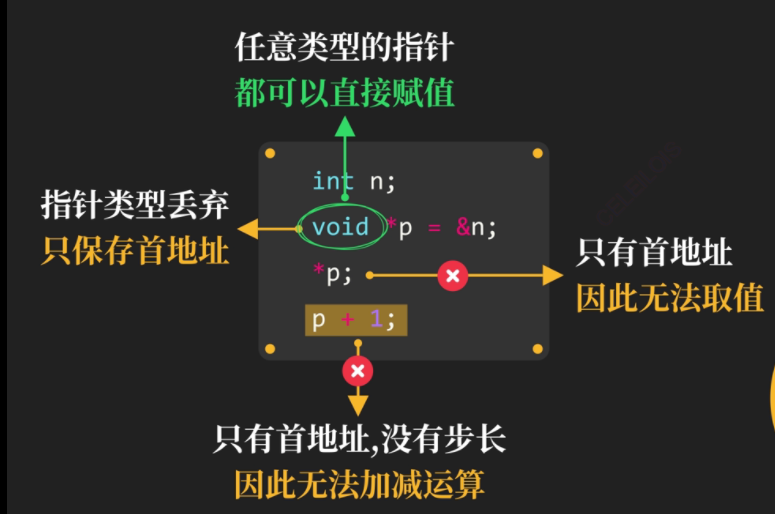 任意类型的指针
都可以直接赋值
int n;
指针类型丢弃
只保存首地址
void *p = &n;
*p;
只有首地址
因此无法取值
p + 1;
只有首地址,没有步长
因此无法加减运算